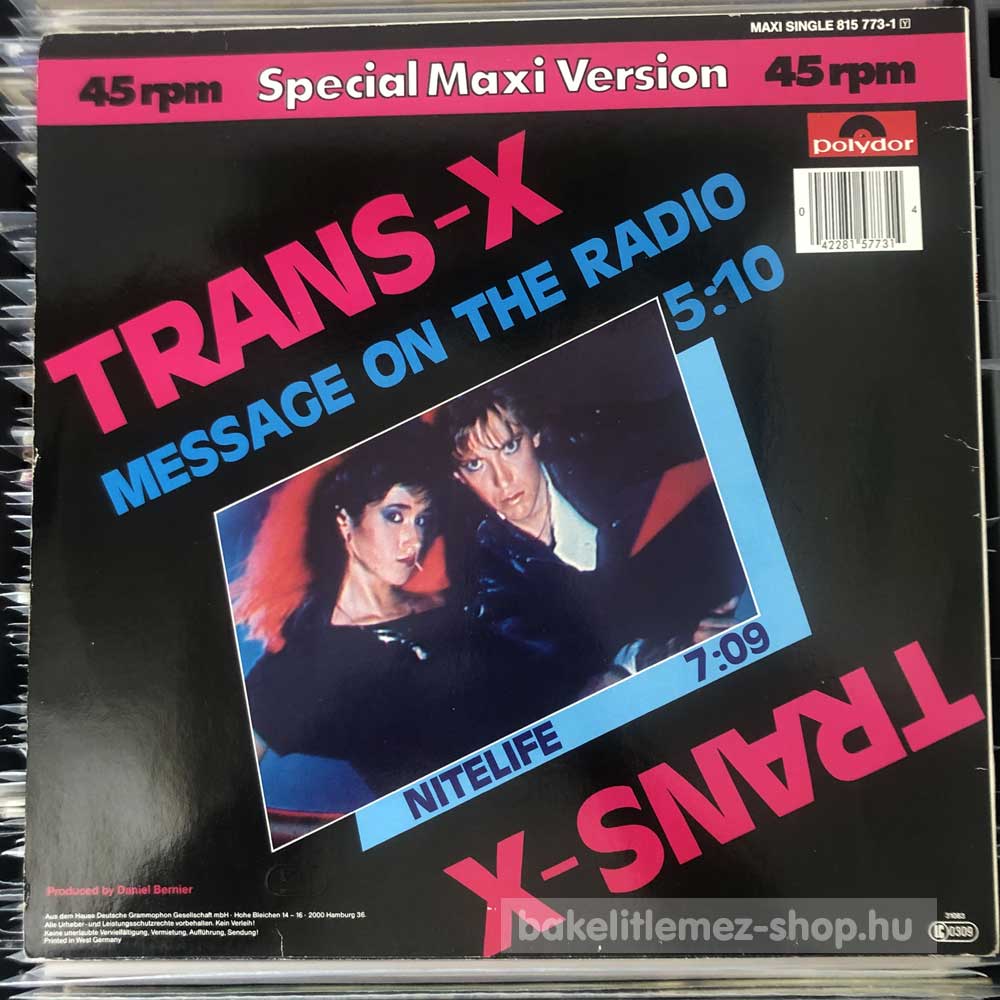 MAXI SINGLE 815 773-1 Y
45 rpm Special Maxi Version 45 rpm
polydor
0 42281 57731 4
TRANS-X
MESSAGE ON THE RADIO
5:10
7:09
NITELIFE
TRANS-X
Produced by Daniel Bernier
Aus dem Hause Deutsche Grammophon Gesellschaft mbH · Hohe Bleichen 14 – 16 · 2000 Hamburg 36.
Alle Urheber- und Leistungsschutzrechte vorbehalten. Kein Verleih!
Keine unerlaubte Vervielfältigung, Vermietung, Aufführung, Sendung!
Printed in West Germany
bakelitlemez-shop.hu
LC 0309